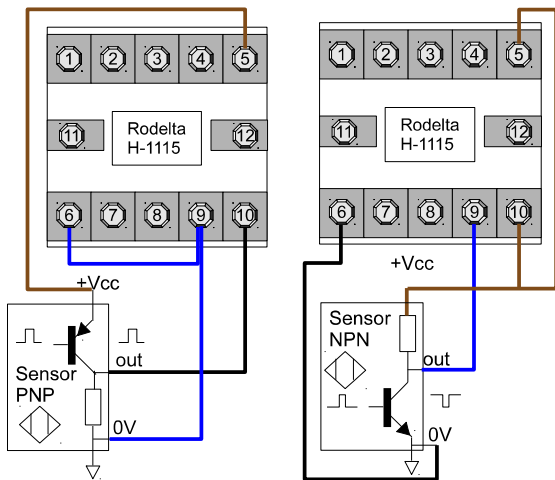 1 2 3 4 5
11 Rodelta H-1115 12
6 7 8 9 10
+Vcc
out
Sensor
PNP
0V
1 2 3 4 5
11 Rodelta H-1115 12
6 7 8 9 10
+Vcc
Sensor
NPN
out
0V